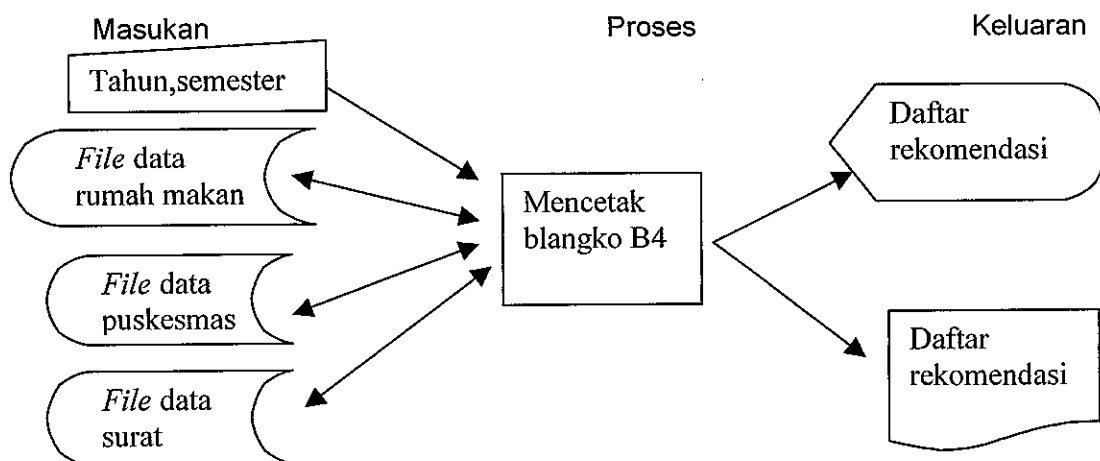 Masukan
Proses
Keluaran
Tahun,semester
File data
rumah makan
File data
puskesmas
File data
surat
Mencetak
blangko B4
Daftar
rekomendasi
Daftar
rekomendasi